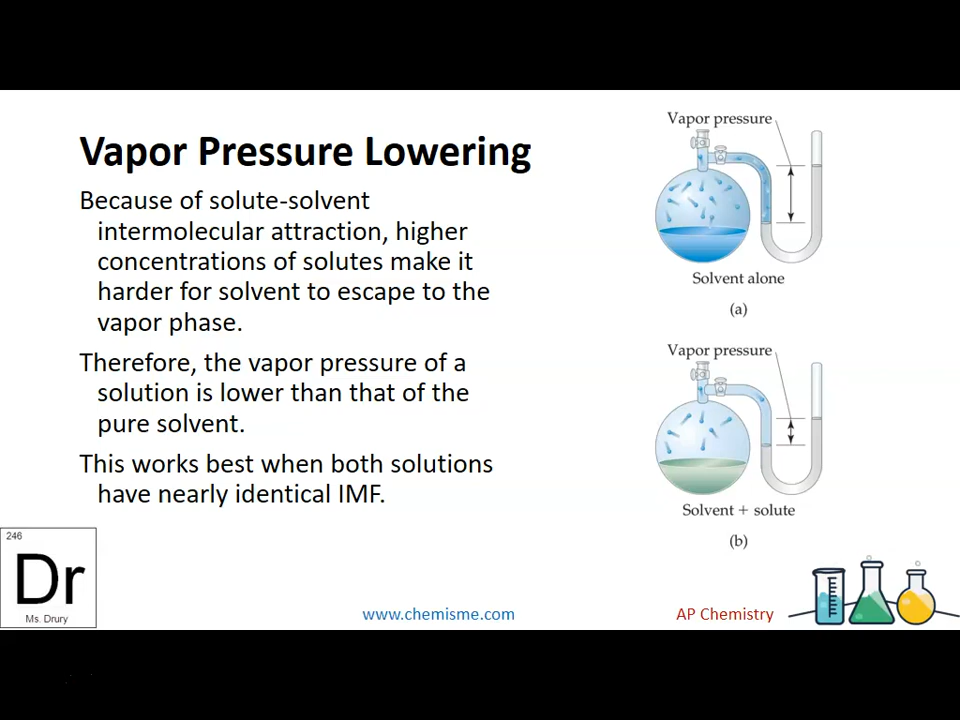 Vapor Pressure Lowering
Because of solute-solvent
intermolecular attraction, higher
concentrations of solutes make it
harder for solvent to escape to the
vapor phase.
Therefore, the vapor pressure of a
solution is lower than that of the
pure solvent.
This works best when both solutions
have nearly identical IMF.
Vapor pressure
Solvent alone
(a)
Vapor pressure
Solvent + solute
(b)
246
Dr
Ms. Drury
www.chemisme.com
AP Chemistry